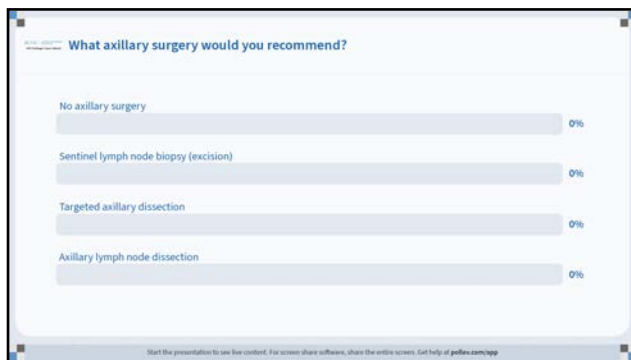 What axillary surgery would you recommend?
No axillary surgery
0%
Sentinel lymph node biopsy (excision)
0%
Targeted axillary dissection
0%
Axillary lymph node dissection
0%
Start the presentation to see live content. For screen share software, share the entire screen. Get help at pollev.com/app